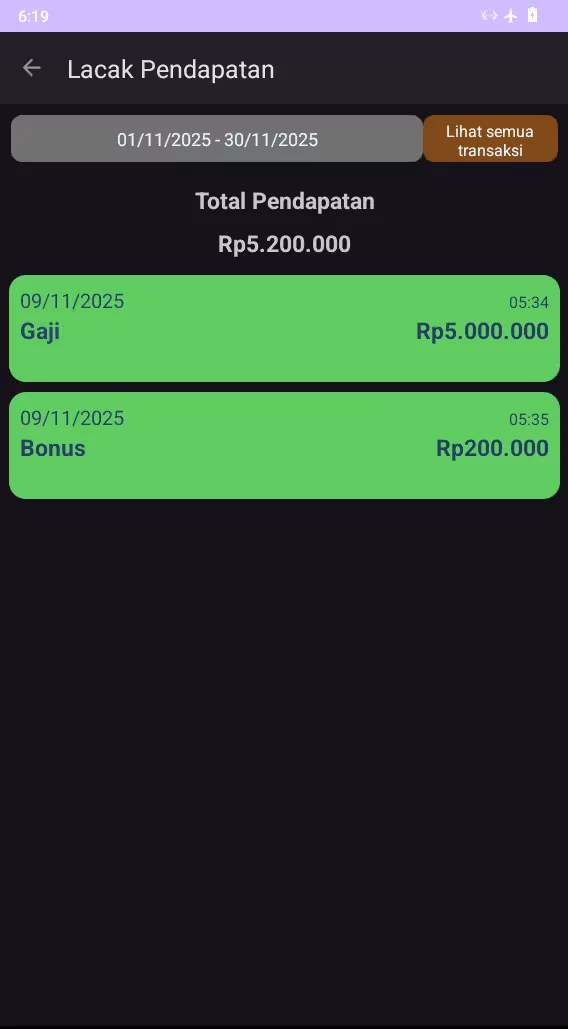 6:19
Lacak Pendapatan
01/11/2025 - 30/11/2025
Lihat semua
transaksi
Total Pendapatan
Rp5.200.000
09/11/2025
05:34
Gaji
Rp5.000.000
09/11/2025
05:35
Bonus
Rp200.000